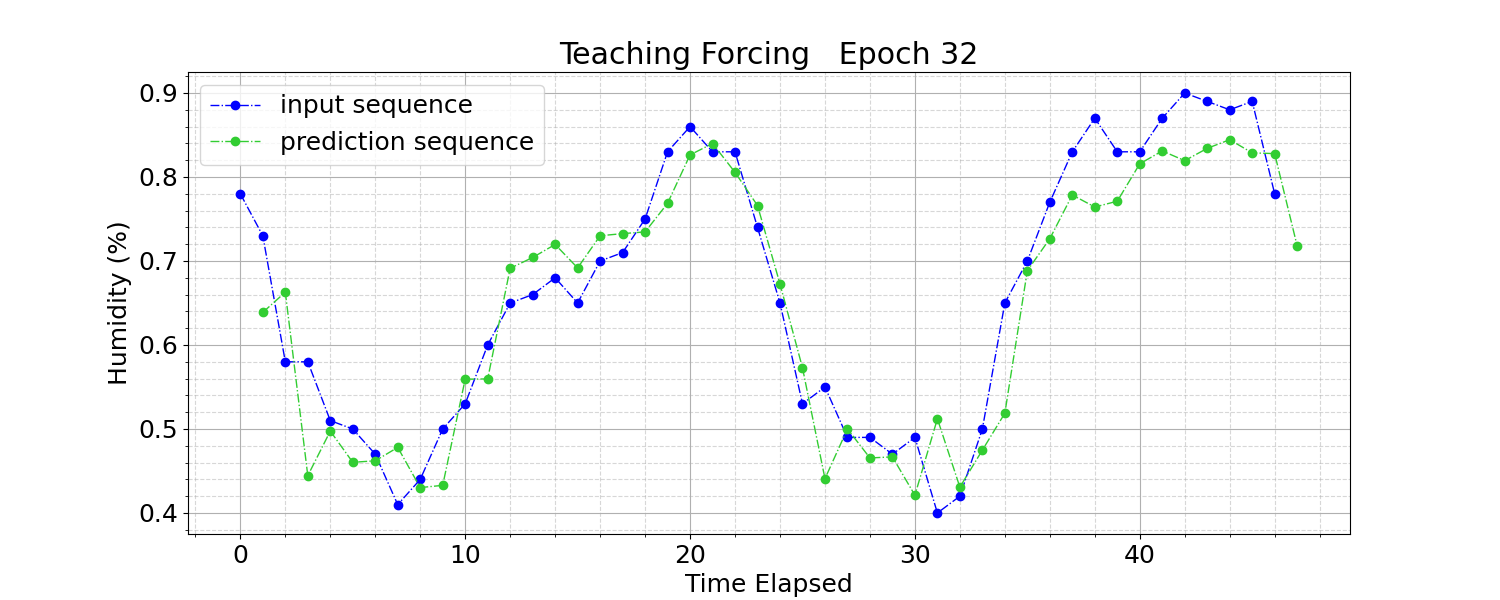 Teaching Forcing   Epoch 32
input sequence
prediction sequence
Humidity (%)
0.9
0.8
0.7
0.6
0.5
0.4
0 10 20 30 40
Time Elapsed